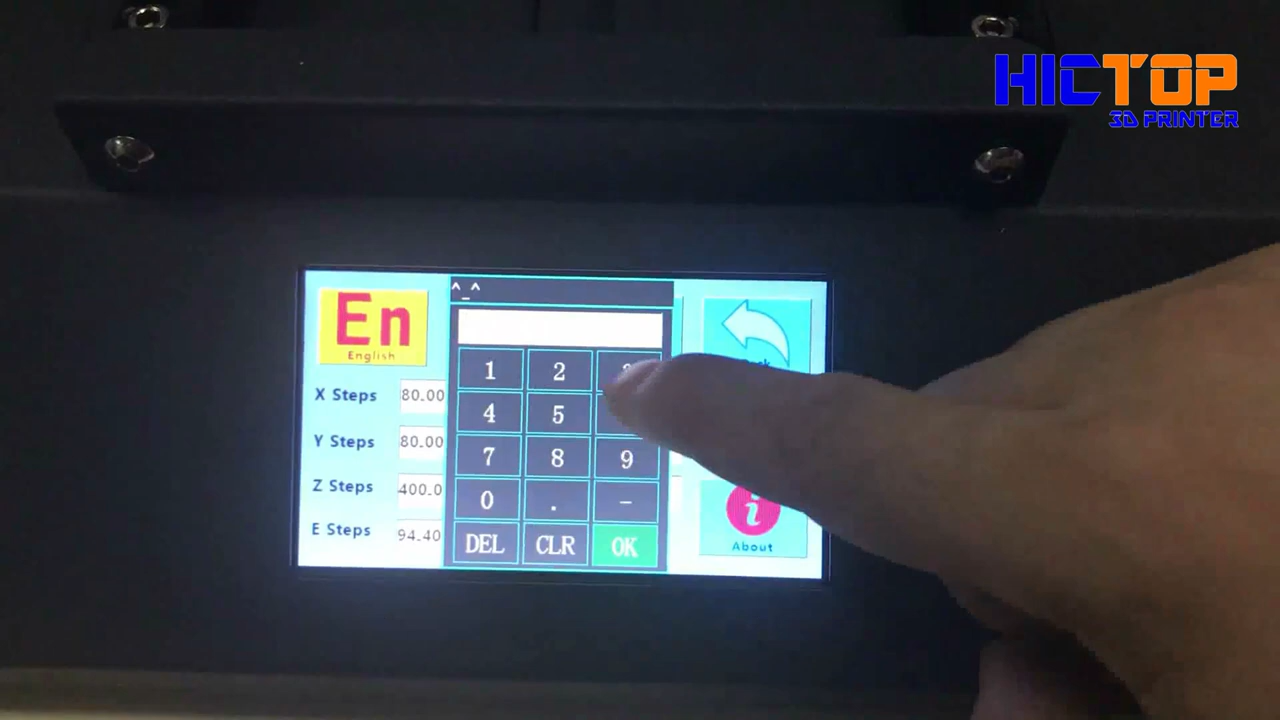 HICTOP
3D PRINTER
^_^
En
English
1 2
X Steps 80.00
4 5
Y Steps 80.00
7 8 9
Z Steps 400.0
0 . -
E Steps 94.40
DEL CLR OK
About